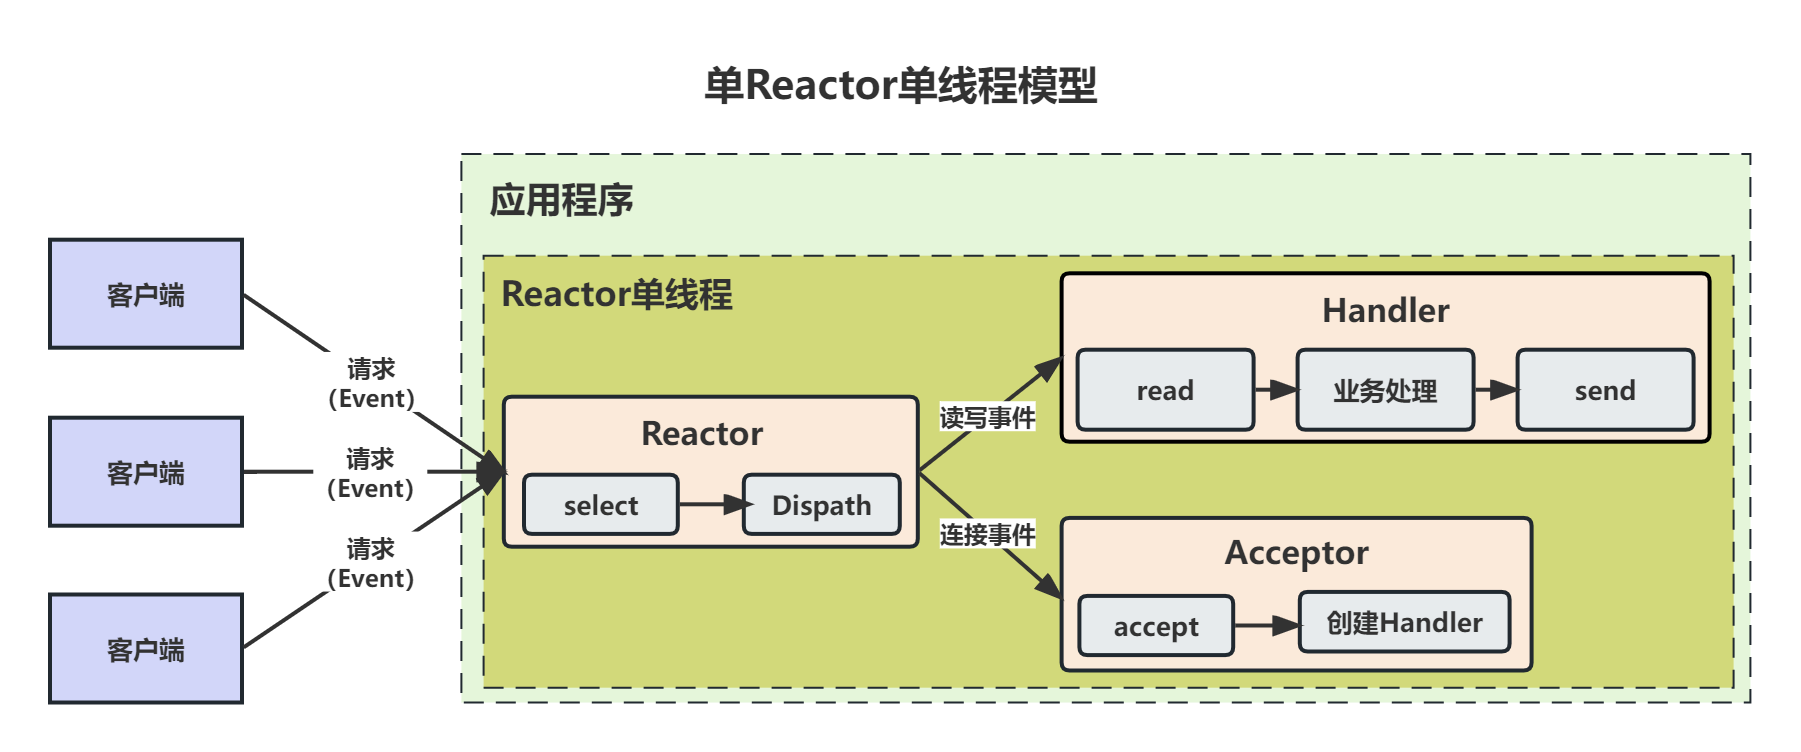 单Reactor单线程模型
应用程序
Reactor单线程
客户端
客户端
客户端
请求
(Event)
请求
(Event)
请求
(Event)
Reactor
select
Dispath
读写事件
连接事件
Handler
read
业务处理
send
Acceptor
accept
创建Handler